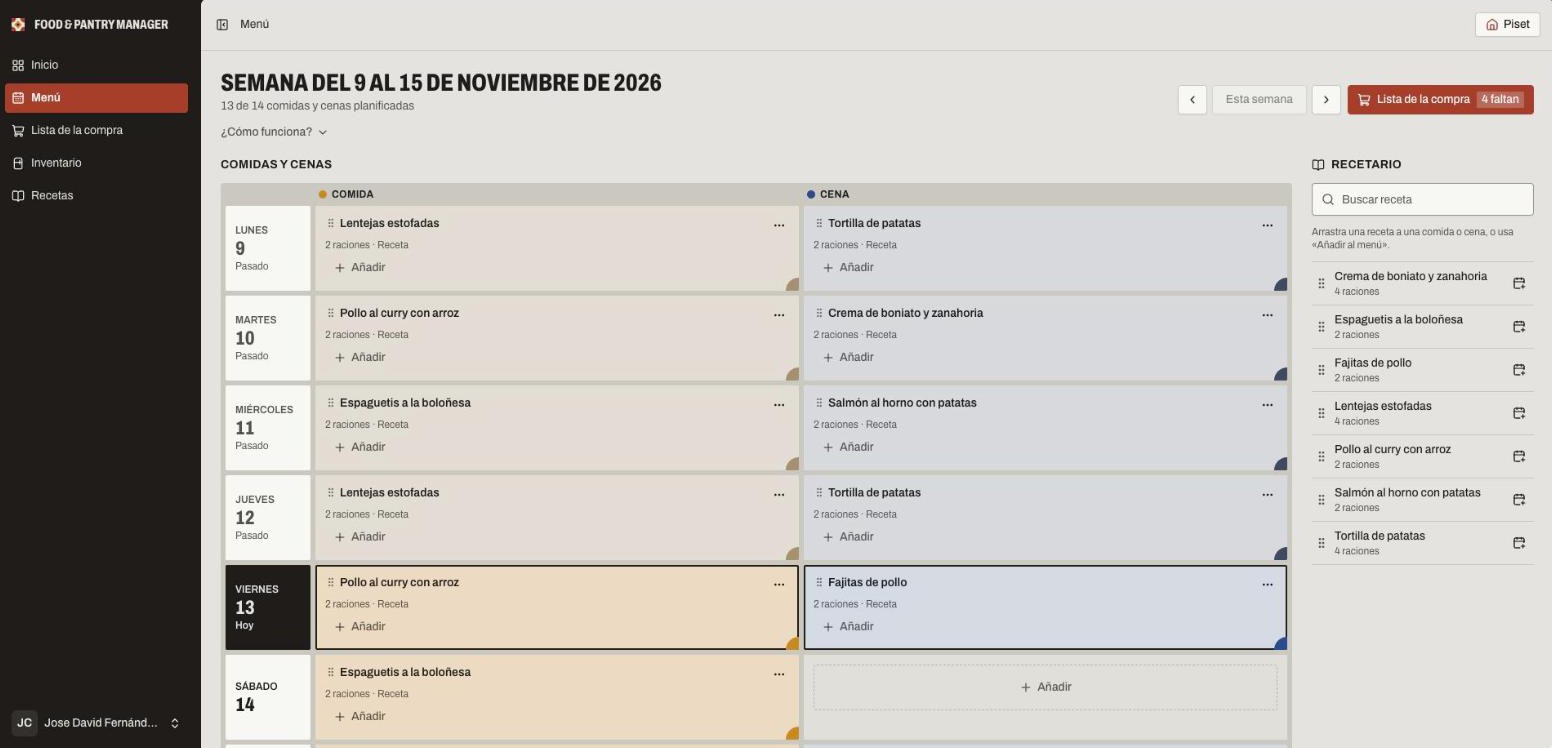 FOOD & PANTRY MANAGER
Inicio
Menú
Lista de la compra
Inventario
Recetas
JC Jose David Fernánd...
Menú
Piset
SEMANA DEL 9 AL 15 DE NOVIEMBRE DE 2026
13 de 14 comidas y cenas planificadas
¿Cómo funciona?
Esta semana
Lista de la compra 4 faltan
COMIDAS Y CENAS
COMIDA
CENA
LUNES
9
Pasado
Lentejas estofadas
2 raciones · Receta
+ Añadir
Tortilla de patatas
2 raciones · Receta
+ Añadir
MARTES
10
Pasado
Pollo al curry con arroz
2 raciones · Receta
+ Añadir
Crema de boniato y zanahoria
2 raciones · Receta
+ Añadir
MIÉRCOLES
11
Pasado
Espaguetis a la boloñesa
2 raciones · Receta
+ Añadir
Salmón al horno con patatas
2 raciones · Receta
+ Añadir
JUEVES
12
Pasado
Lentejas estofadas
2 raciones · Receta
+ Añadir
Tortilla de patatas
2 raciones · Receta
+ Añadir
VIERNES
13
Hoy
Pollo al curry con arroz
2 raciones · Receta
+ Añadir
Fajitas de pollo
2 raciones · Receta
+ Añadir
SÁBADO
14
Espaguetis a la boloñesa
2 raciones · Receta
+ Añadir
+ Añadir
RECETARIO
Buscar receta
Arrastra una receta a una comida o cena, o usa
«Añadir al menú».
Crema de boniato y zanahoria
4 raciones
Espaguetis a la boloñesa
2 raciones
Fajitas de pollo
2 raciones
Lentejas estofadas
4 raciones
Pollo al curry con arroz
2 raciones
Salmón al horno con patatas
2 raciones
Tortilla de patatas
4 raciones